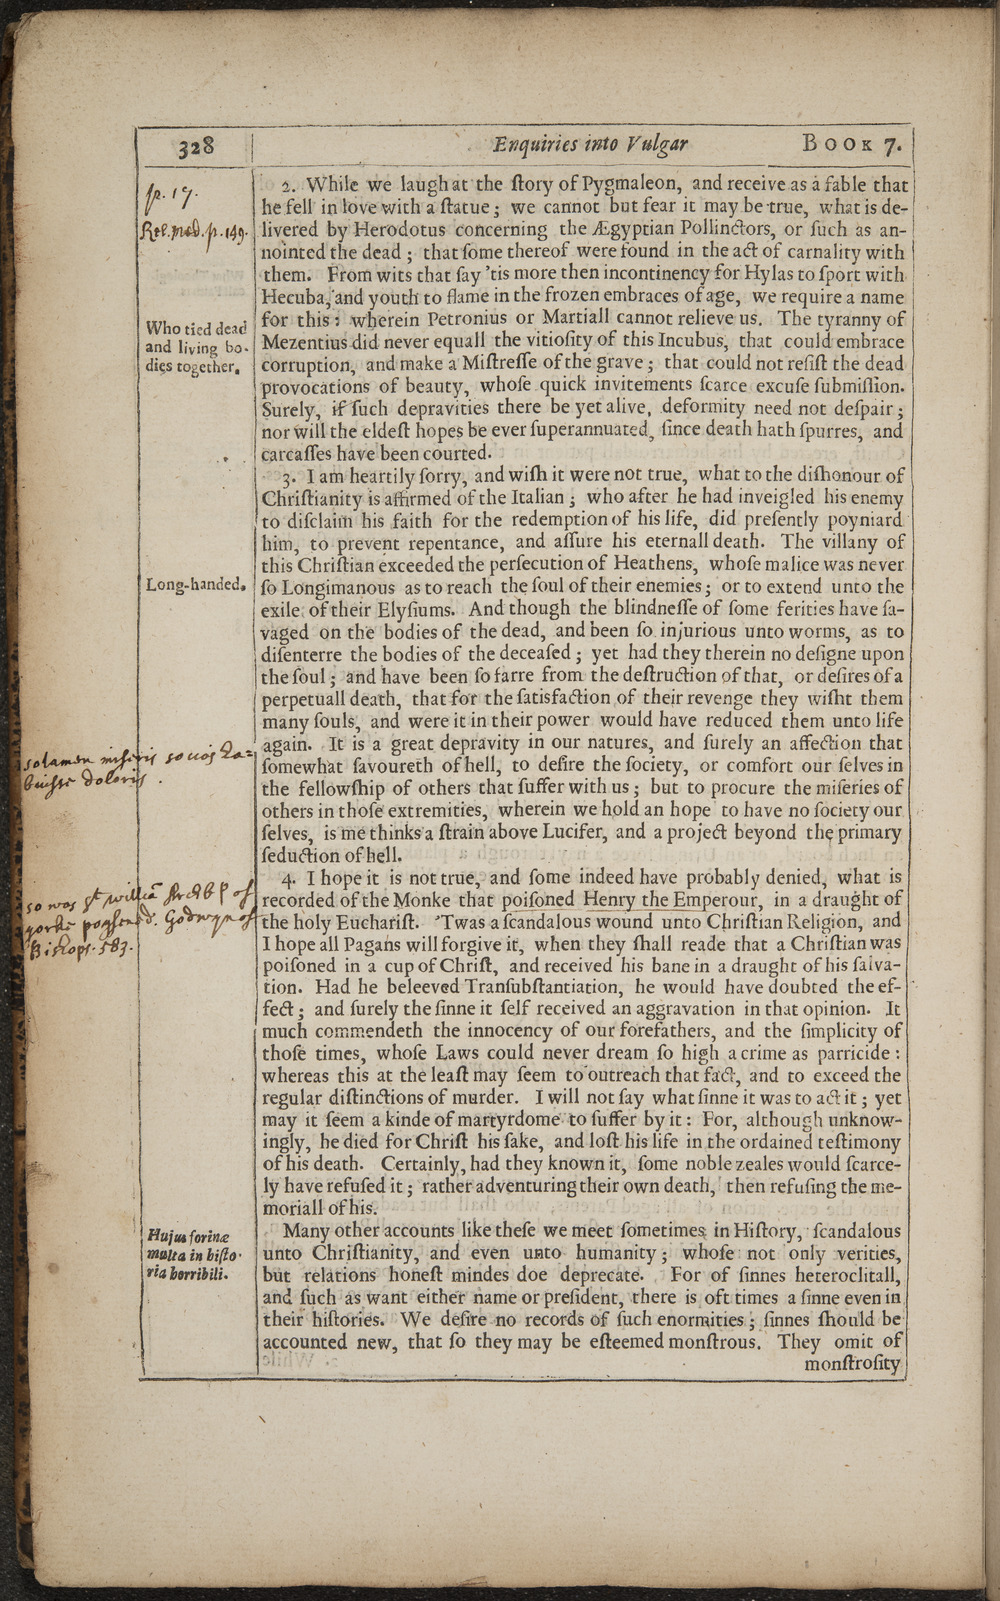 328 Enquiries into Vulgar BOOK 7.
p. 17.
Rel. med. p. 149.
2. While we laugh at the ſtory of Pygmaleon, and receive as a fable that
he fell in love with a ſtatue; we cannot but fear it may be true, what is de-
livered by Herodotus concerning the Ægyptian Pollinctors, or ſuch as an-
nointed the dead; that ſome thereof were found in the act of carnality with
them. From wits that ſay 'tis more then incontinency for Hylas to ſport with
Hecuba, and youth to flame in the frozen embraces of age, we require a name
for this: wherein Petronius or Martiall cannot relieve us. The tyranny of
Mezentius did never equall the vitioſity of this Incubus, that could embrace
corruption, and make a Miſtreſſe of the grave; that could not reſiſt the dead
provocations of beauty, whoſe quick invitements ſcarce excuſe ſubmiſſion.
Surely, if ſuch depravities there be yet alive, deformity need not deſpair;
nor will the eldeſt hopes be ever ſuperannuated, ſince death hath ſpurres, and
carcaſſes have been courted.
Who tied dead
and living bo-
dies together.
3. I am heartily ſorry, and wiſh it were not true, what to the diſhonour of
Chriſtianity is affirmed of the Italian; who after he had inveigled his enemy
to diſclaim his faith for the redemption of his life, did preſently poyniard
him, to prevent repentance, and aſſure his eternall death. The villany of
this Chriſtian exceeded the perſecution of Heathens, whoſe malice was never
ſo Longimanous as to reach the ſoul of their enemies; or to extend unto the
exile of their Elyſiums. And though the blindneſſe of ſome ferities have ſa-
vaged on the bodies of the dead, and been ſo injurious unto worms, as to
diſenterre the bodies of the deceaſed; yet had they therein no deſigne upon
the ſoul; and have been ſo farre from the deſtruction of that, or deſires of a
perpetuall death, that for the ſatisfaction of their revenge they wiſht them
many ſouls, and were it in their power would have reduced them unto life
again. It is a great depravity in our natures, and ſurely an affection that
ſomewhat ſavoureth of hell, to deſire the ſociety, or comfort our ſelves in
the fellowſhip of others that ſuffer with us; but to procure the miſeries of
others in thoſe extremities, wherein we hold an hope to have no ſociety our
ſelves, is me thinks a ſtrain above Lucifer, and a project beyond the primary
ſeduction of hell.
Long-handed.
solamen miseris socios ha=
buisse doloris.
4. I hope it is not true, and ſome indeed have probably denied, what is
recorded of the Monke that poiſoned Henry the Emperour, in a draught of
the holy Euchariſt. 'Twas a ſcandalous wound unto Chriſtian Religion, and
I hope all Pagans will forgive it, when they ſhall reade that a Chriſtian was
poiſoned in a cup of Chriſt, and received his bane in a draught of his ſalva-
tion. Had he beleeved Tranſubſtantiation, he would have doubted the ef-
fect; and ſurely the ſinne it ſelf received an aggravation in that opinion. It
much commendeth the innocency of our forefathers, and the ſimplicity of
thoſe times, whoſe Laws could never dream ſo high a crime as parricide:
whereas this at the leaſt may ſeem to outreach that fact, and to exceed the
regular diſtinctions of murder. I will not ſay what ſinne it was to act it; yet
may it ſeem a kinde of martyrdome to ſuffer by it: For, although unknow-
ingly, he died for Chriſt his ſake, and loſt his life in the ordained teſtimony
of his death. Certainly, had they known it, ſome noble zeales would ſcarce-
ly have refuſed it; rather adventuring their own death, then refuſing the me-
moriall of his.
so was st williā Archbp of
yorke poysened. Godwyn of
Bishops. 583.
Many other accounts like theſe we meet ſometimes in Hiſtory, ſcandalous
unto Chriſtianity, and even unto humanity; whoſe not only verities,
but relations honeſt mindes doe deprecate. For of ſinnes heteroclitall,
and ſuch as want either name or preſident, there is oft times a ſinne even in
their hiſtories. We deſire no records of ſuch enormities; ſinnes ſhould be
accounted new, that ſo they may be eſteemed monſtrous. They omit of
monſtroſity
Hujus farinæ
multa in hiſto-
ria horribili.